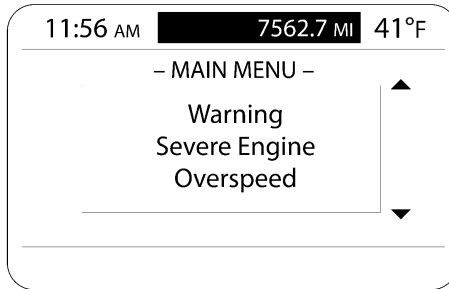 11:56 AM 7562.7 MI 41°F
– MAIN MENU –
Warning
Severe Engine
Overspeed